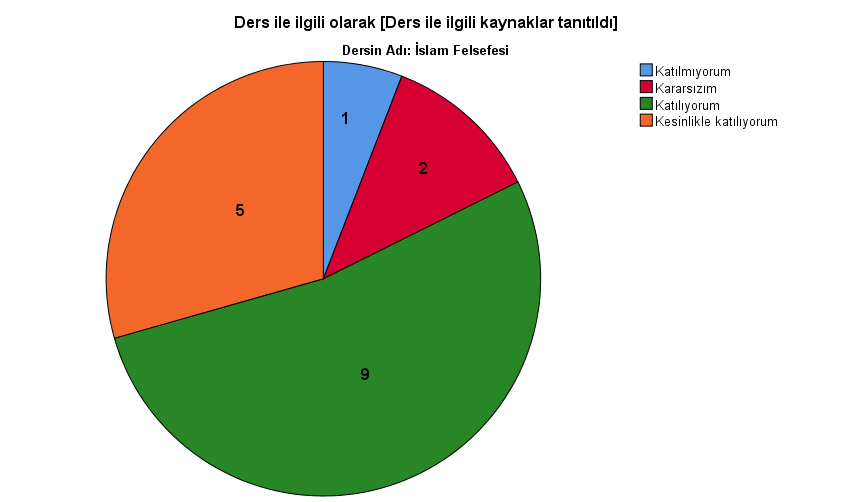 Ders ile ilgili olarak [Ders ile ilgili kaynaklar tanıtıldı]
Dersin Adı: İslam Felsefesi
Katılmıyorum
Kararsızım
Katılıyorum
Kesinlikle katılıyorum
1
2
5
9